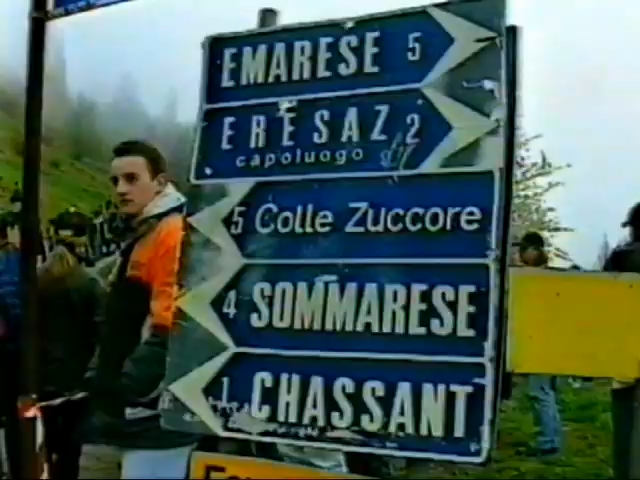 EMARESE 5
ERESAZ 2
capoluogo
5 Colle Zuccore
4 SOMMARESE
1 CHASSANT